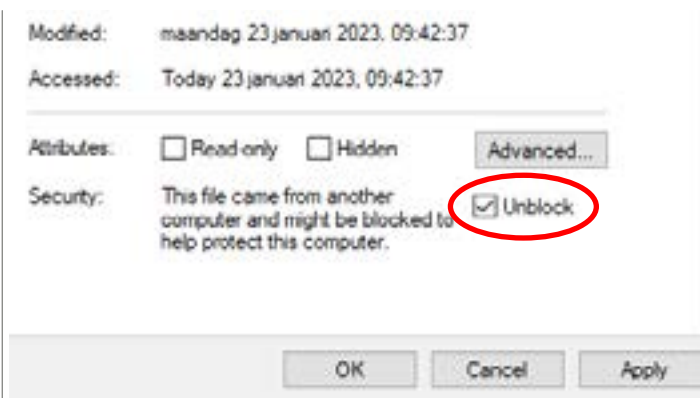 Modified: maandag 23 januari 2023, 09:42:37
Accessed: Today 23 januari 2023, 09:42:37
Attributes: Read-only Hidden Advanced...
Security: This file came from another
computer and might be blocked to
help protect this computer.
Unblock
OK Cancel Apply